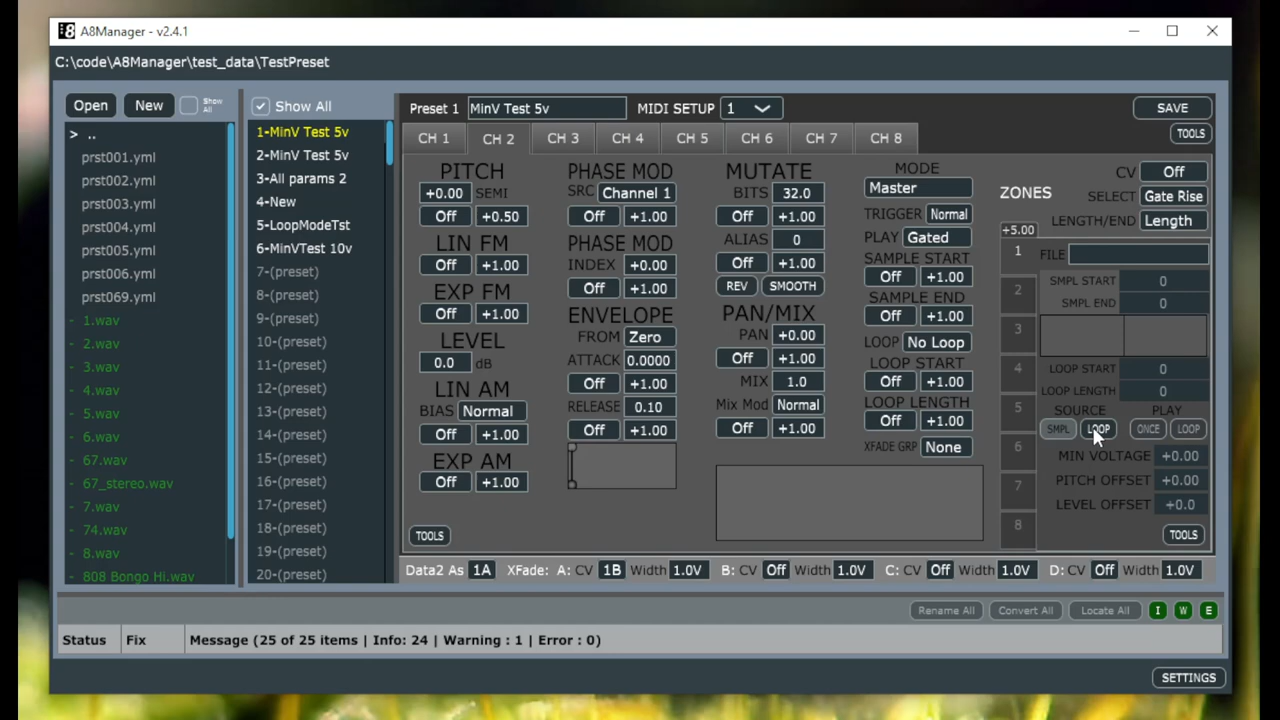 A8Manager - v2.4.1
C:\code\A8Manager\test_data\TestPreset
Open New Show All
> ..
prst001.yml
prst002.yml
prst003.yml
prst004.yml
prst005.yml
prst006.yml
prst069.yml
- 1.wav
- 2.wav
- 3.wav
- 4.wav
- 5.wav
- 6.wav
- 67.wav
- 67_stereo.wav
- 7.wav
- 74.wav
- 8.wav
- 808 Bongo Hi.wav
Show All
1-MinV Test 5v
2-MinV Test 5v
3-All params 2
4-New
5-LoopModeTst
6-MinVTest 10v
7-(preset)
8-(preset)
9-(preset)
10-(preset)
11-(preset)
12-(preset)
13-(preset)
14-(preset)
15-(preset)
16-(preset)
17-(preset)
18-(preset)
19-(preset)
20-(preset)
Preset 1 MinV Test 5v MIDI SETUP 1 SAVE
CH 1 CH 2 CH 3 CH 4 CH 5 CH 6 CH 7 CH 8 TOOLS
PITCH
+0.00 SEMI
Off +0.50
LIN FM
Off +1.00
EXP FM
Off +1.00
LEVEL
0.0 dB
LIN AM
BIAS Normal
Off +1.00
EXP AM
Off +1.00
TOOLS
PHASE MOD
SRC Channel 1
Off +1.00
PHASE MOD
INDEX +0.00
Off +1.00
ENVELOPE
FROM Zero
ATTACK 0.0000
Off +1.00
RELEASE 0.10
Off +1.00
MUTATE
BITS 32.0
Off +1.00
ALIAS 0
Off +1.00
REV SMOOTH
PAN/MIX
PAN +0.00
Off +1.00
MIX 1.0
Mix Mod Normal
Off +1.00
MODE
Master
TRIGGER Normal
PLAY Gated
SAMPLE START
Off +1.00
SAMPLE END
Off +1.00
LOOP No Loop
LOOP START
Off +1.00
LOOP LENGTH
Off +1.00
XFADE GRP None
CV Off
ZONES SELECT Gate Rise
LENGTH/END Length
+5.00
1
2
3
4
5
6
7
8
FILE
SMPL START 0
SMPL END 0
LOOP START 0
LOOP LENGTH 0
SOURCE PLAY
SMPL LOOP ONCE LOOP
MIN VOLTAGE +0.00
PITCH OFFSET +0.00
LEVEL OFFSET +0.0
TOOLS
Data2 As 1A XFade: A: CV 1B Width 1.0V B: CV Off Width 1.0V C: CV Off Width 1.0V D: CV Off Width 1.0V
Rename All Convert All Locate All I W E
Status Fix Message (25 of 25 items | Info: 24 | Warning : 1 | Error : 0)
SETTINGS